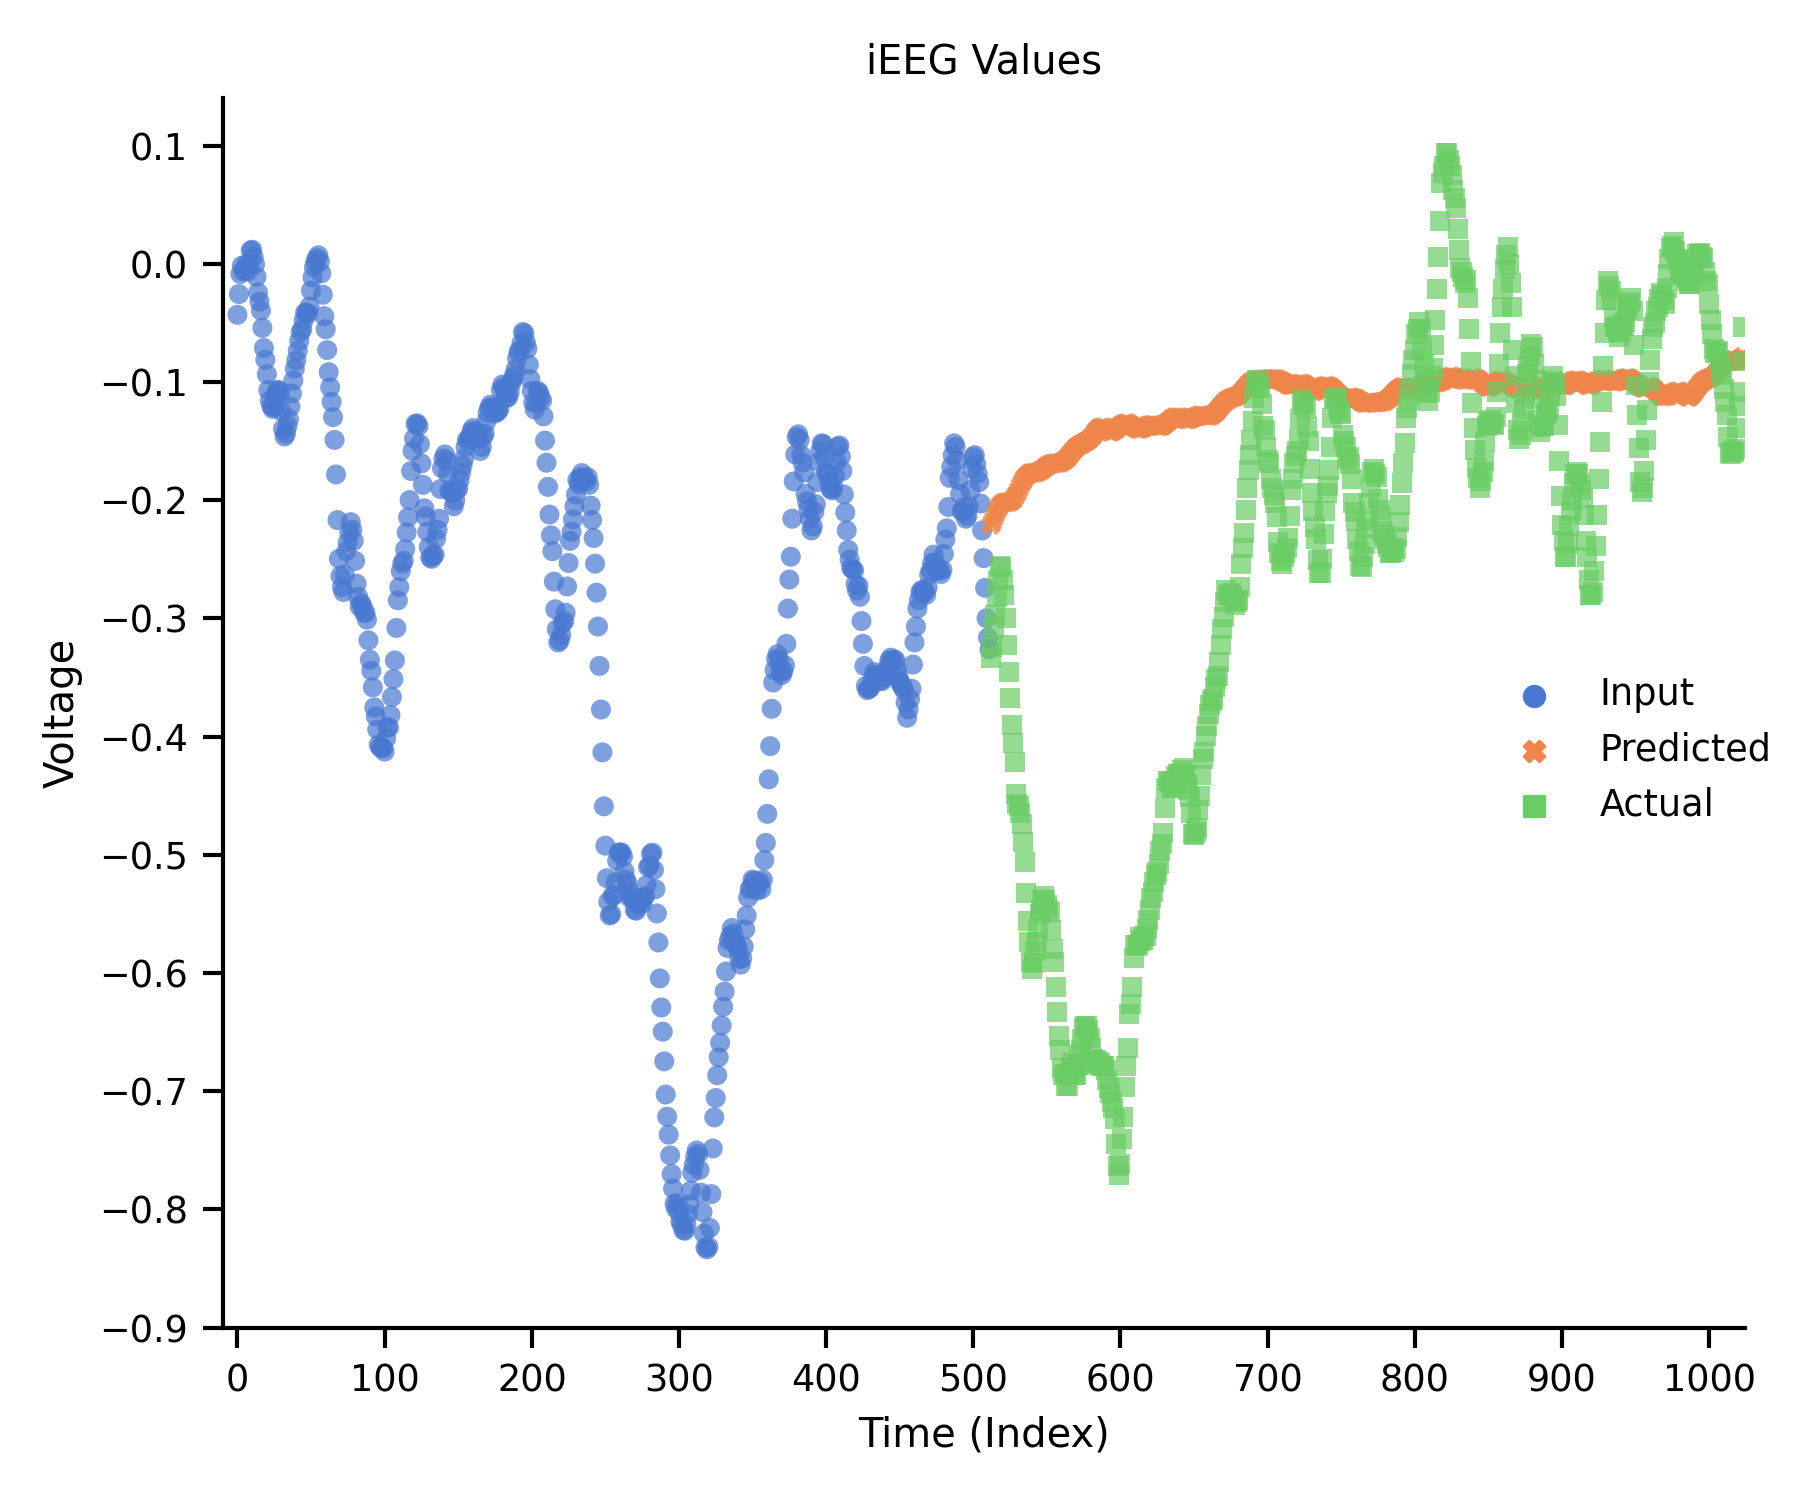 iEEG Values
0.1
0.0
−0.1
−0.2
−0.3
−0.4
−0.5
−0.6
−0.7
−0.8
−0.9
Voltage
Input
Predicted
Actual
0 100 200 300 400 500 600 700 800 900 1000
Time (Index)